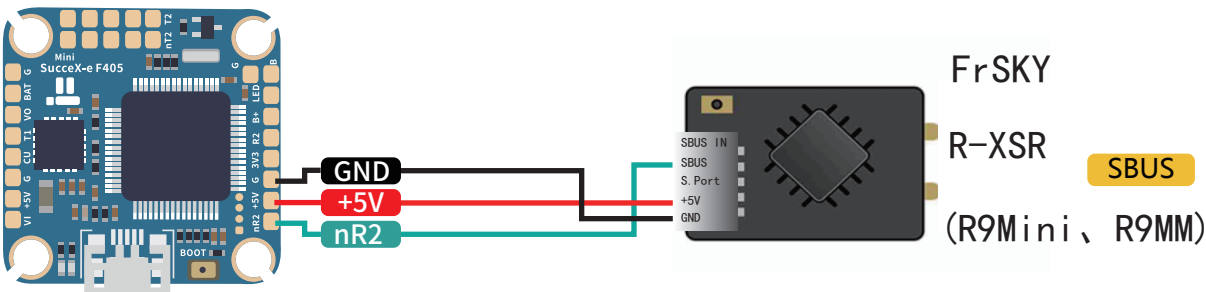 T2
nT2
Mini
SucceX-e F405
G
BAT
VO
T1
CU
G
+5V
VI
G
B
LED
B+
R2
3V3
G
+5V
nR2
BOOT
GND
+5V
nR2
SBUS IN
SBUS
S.Port
+5V
GND
FrSKY
R-XSR
SBUS
(R9Mini、R9MM)